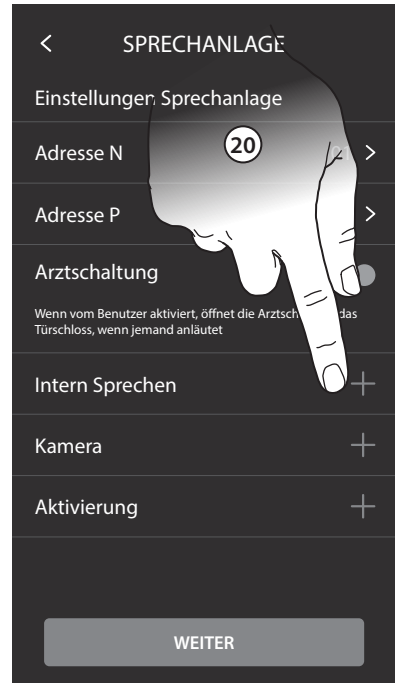 SPRECHANLAGE
Einstellungen Sprechanlage
20
Adresse N
Adresse P
Arztschaltung
Wenn vom Benutzer aktiviert, öffnet die das
Türschloss, wenn jemand anläutet
Intern Sprechen
Kamera
Aktivierung
WEITER